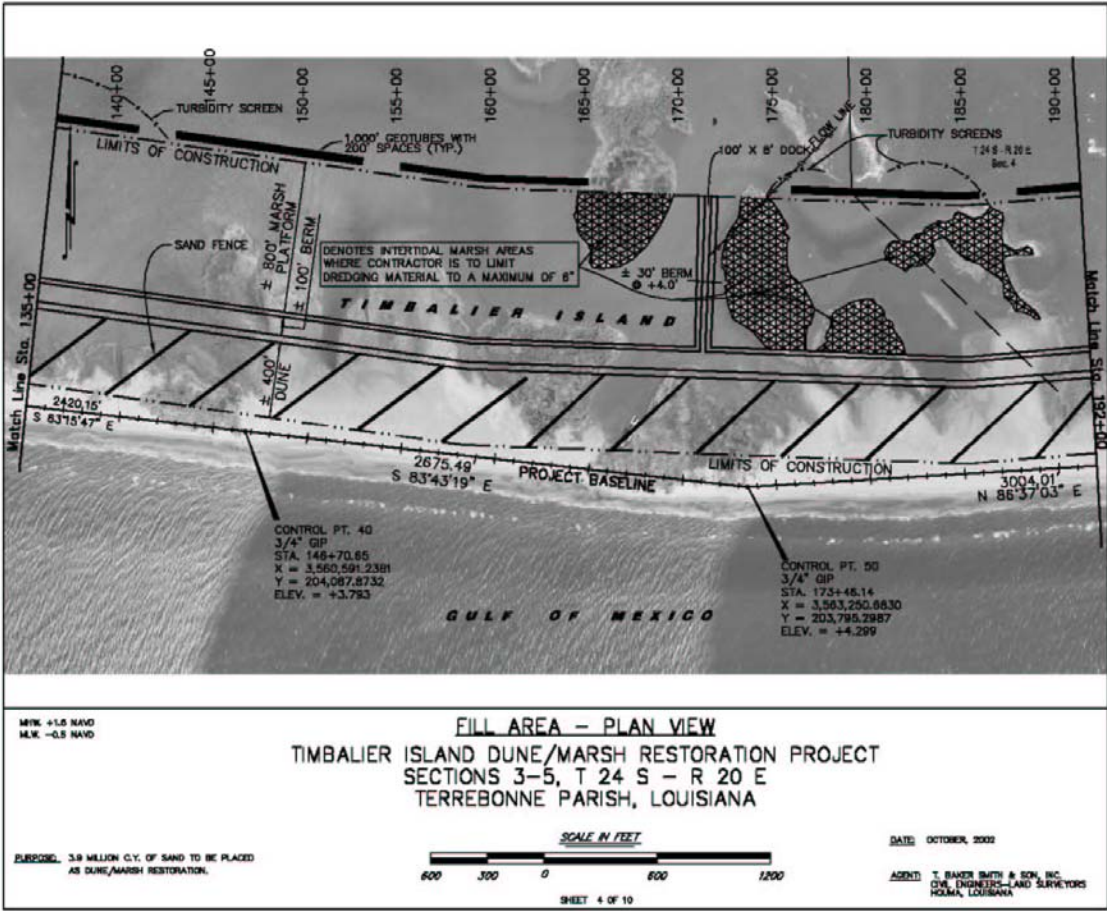 140+00
145+00
150+00
155+00
160+00
165+00
170+00
175+00
180+00
185+00
190+00
TURBIDITY SCREEN
1,000' GEOTUBES WITH
200' SPACES (TYP.)
LIMITS OF CONSTRUCTION
100' X 8' DOCK
FLOW LINE
TURBIDITY SCREENS
T 24 S - R 20 E
Sec. 4
SAND FENCE
± 800' MARSH
PLATFORM
± 100' BERM
DENOTES INTERTIDAL MARSH AREAS
WHERE CONTRACTOR IS TO LIMIT
DREDGING MATERIAL TO A MAXIMUM OF 6"
± 30' BERM
@ +4.0'
TIMBALIER ISLAND
Match Line Sta. 135+00
Match Line Sta. 192+00
± 400'
DUNE
2420.15'
S 83°15'47" E
2675.49'
S 83°43'19" E
PROJECT BASELINE
LIMITS OF CONSTRUCTION
3004.01'
N 86°37'03" E
CONTROL PT. 40
3/4" GIP
STA. 146+70.65
X = 3,560,591.2381
Y = 204,087.8732
ELEV. = +3.793
CONTROL PT. 50
3/4" GIP
STA. 173+46.14
X = 3,563,250.6830
Y = 203,795.2987
ELEV. = +4.299
GULF OF MEXICO
MHW. +1.6 NAVD
MLW. -0.5 NAVD
FILL AREA - PLAN VIEW
TIMBALIER ISLAND DUNE/MARSH RESTORATION PROJECT
SECTIONS 3-5, T 24 S - R 20 E
TERREBONNE PARISH, LOUISIANA
PURPOSE: 3.9 MILLION C.Y. OF SAND TO BE PLACED
AS DUNE/MARSH RESTORATION.
SCALE IN FEET
600 300 0 600 1200
SHEET 4 OF 10
DATE: OCTOBER, 2002
AGENT: T. BAKER SMITH & SON, INC.
CIVIL ENGINEERS-LAND SURVEYORS
HOUMA, LOUISIANA